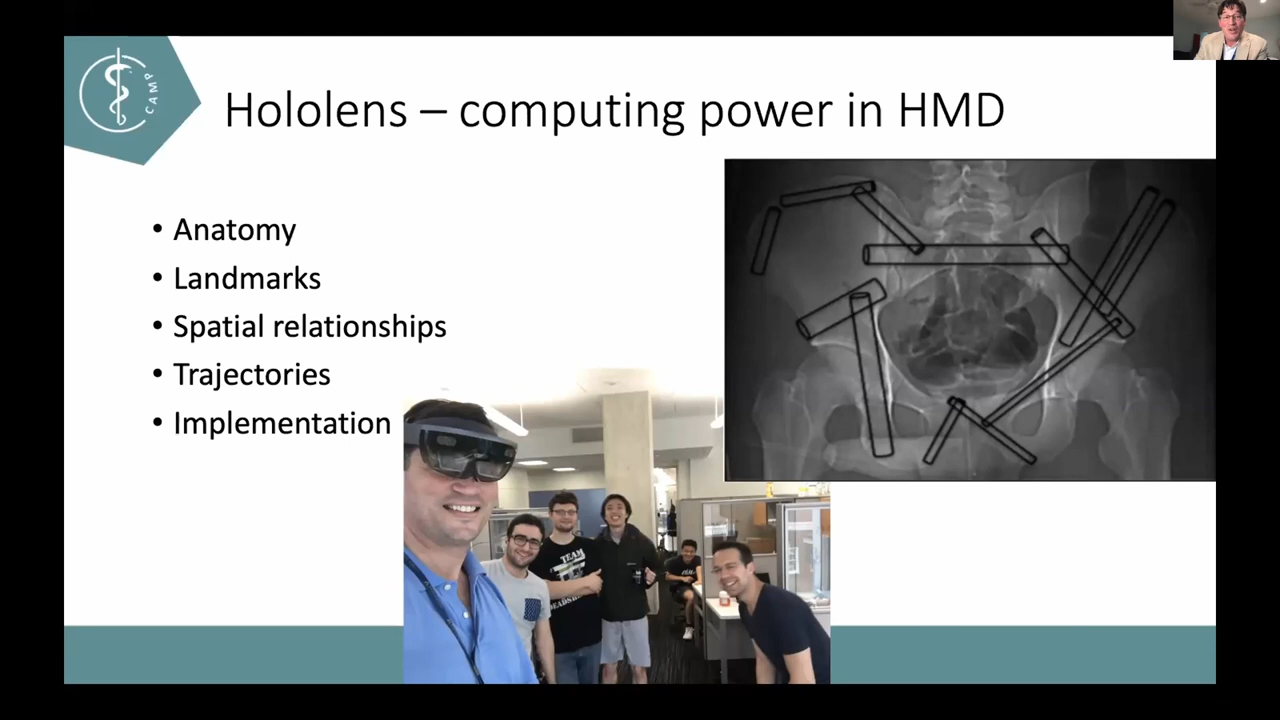 CAMP
Hololens – computing power in HMD
• Anatomy
• Landmarks
• Spatial relationships
• Trajectories
• Implementation
TEAM